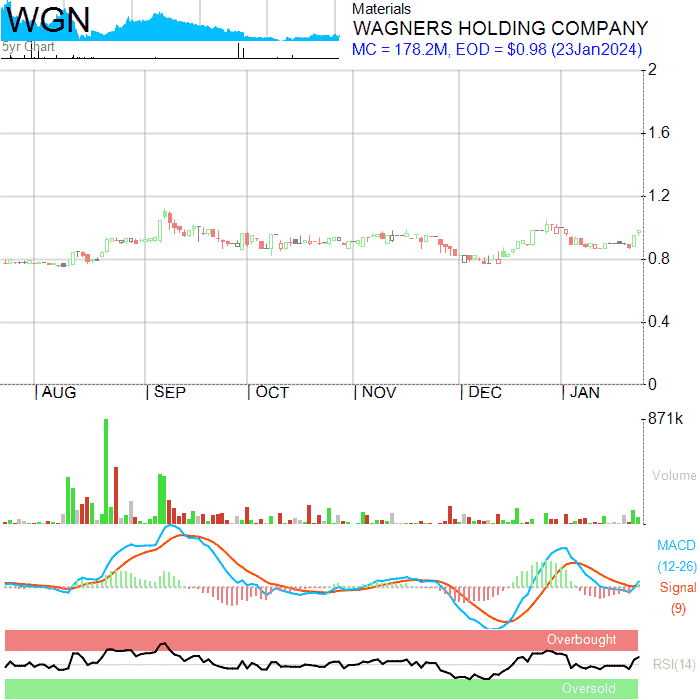 WGN
5yr Chart
Materials
WAGNERS HOLDING COMPANY
MC = 178.2M, EOD = $0.98 (23Jan2024)
2
1.6
1.2
0.8
0.4
0
AUG SEP OCT NOV DEC JAN
871k
Volume
MACD
(12-26)
Signal
(9)
Overbought
RSI(14)
Oversold